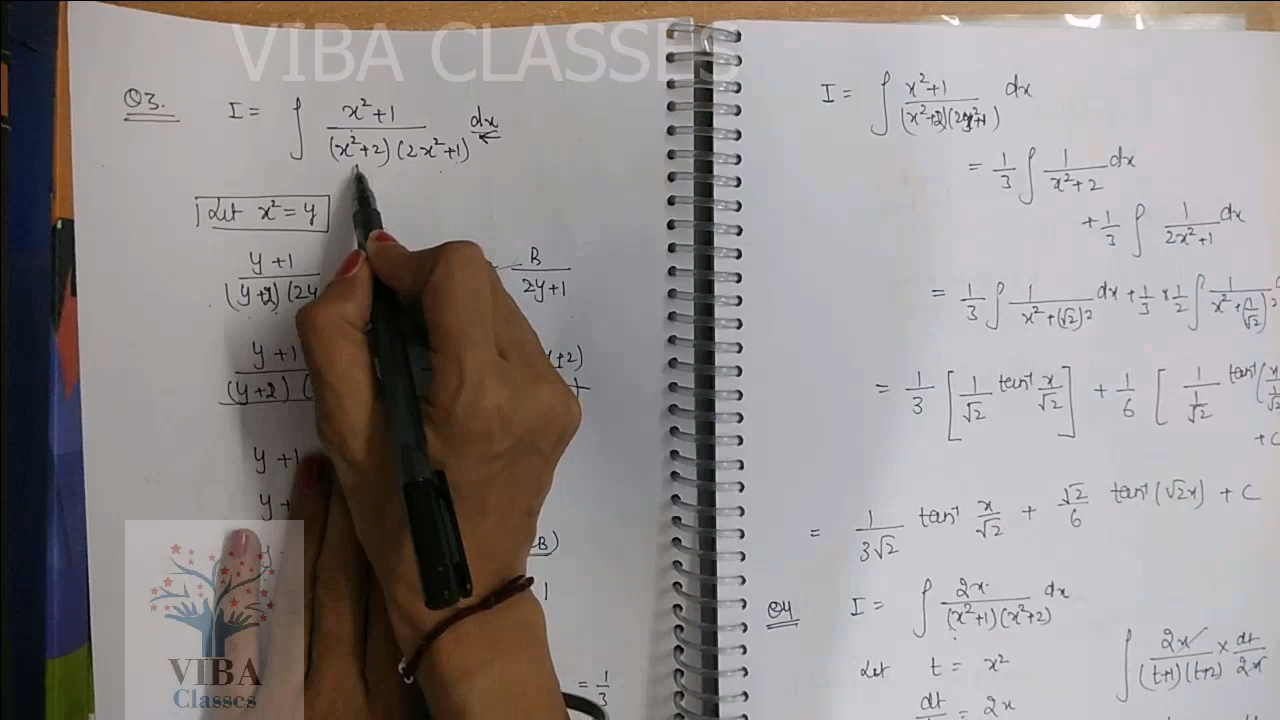 VIBA CLASSES
Q3. I = ∫ x²+1 / (x²+2)(2x²+1) dx
Let x² = y
y+1 / (y+2)(2y B / 2y+1
y+1 / (y+2) ( +2)
y +1
y +
y B)
1
= 1/3
VIBA
Classes
I = ∫ x²+1 / (x²+2)(2x²+1) dx
= 1/3 ∫ 1 / x²+2 dx
+ 1/3 ∫ 1 / 2x²+1 dx
= 1/3 ∫ 1 / x²+(√2)² dx + 1/3 × 1/2 ∫ 1 / x²+(1/√2)²
= 1/3 [ 1/√2 tan⁻¹ x/√2 ] + 1/6 [ 1 / 1/√2 tan⁻¹ ( x / 1/√2
+ C
= 1/3√2 tan⁻¹ x/√2 + √2/6 tan⁻¹(√2x) + C
Q4 I = ∫ 2x / (x²+1)(x²+2) dx
Let t = x² ∫ 2x / (t+1)(t+2) × dt / 2x
dt / = 2x